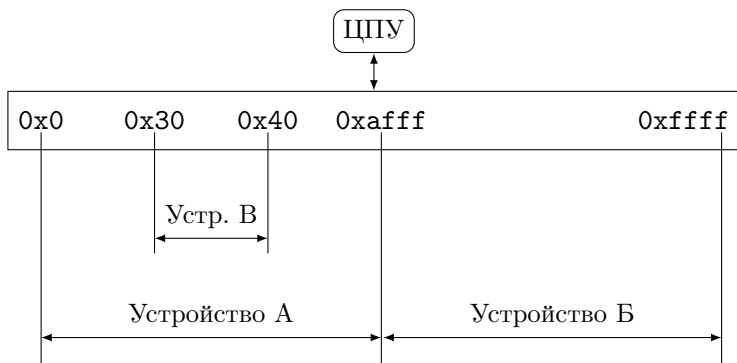 ЦПУ
0x0 0x30 0x40 0xafff 0xffff
Устр. В
Устройство А Устройство Б